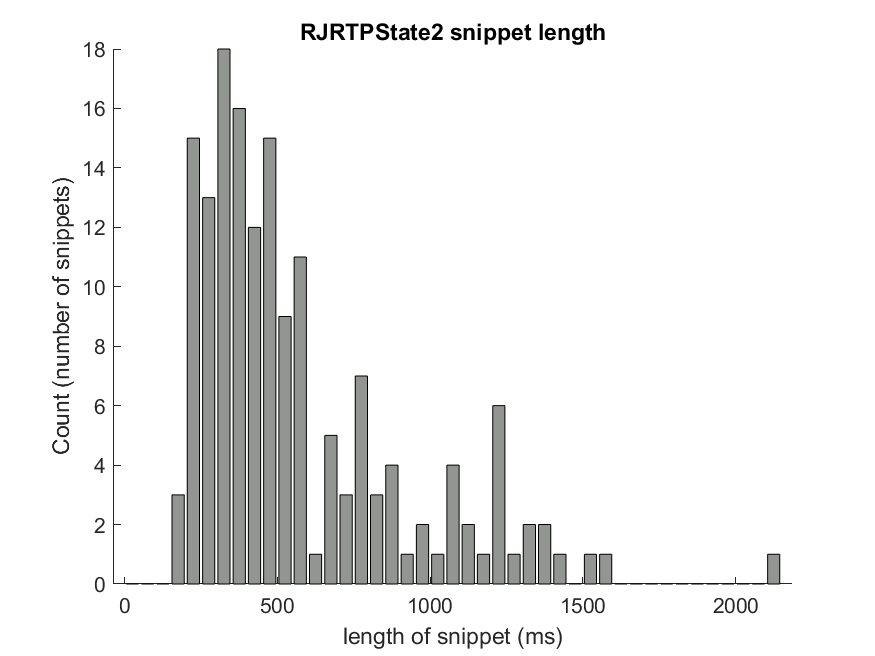 RJRTPState2 snippet length
Count (number of snippets)
18
16
14
12
10
8
6
4
2
0
0 500 1000 1500 2000
length of snippet (ms)